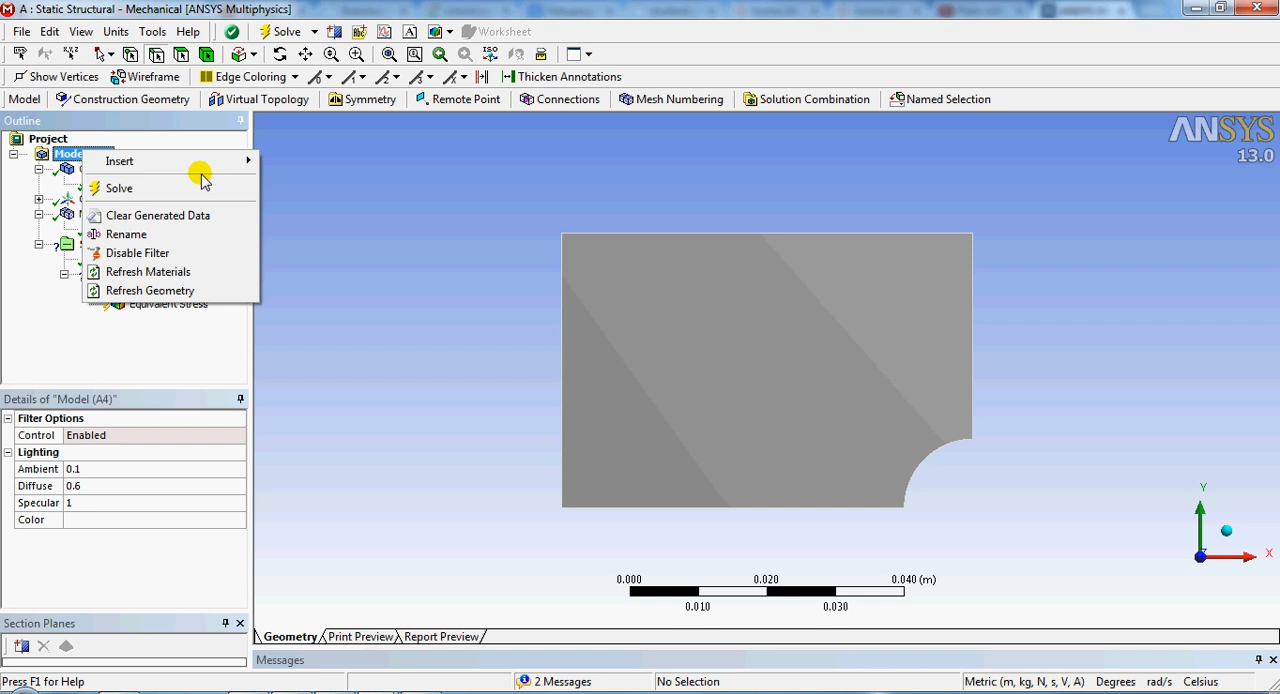 A : Static Structural - Mechanical [ANSYS Multiphysics]
File Edit View Units Tools Help Solve Worksheet
Show Vertices Wireframe Edge Coloring Thicken Annotations
Model Construction Geometry Virtual Topology Symmetry Remote Point Connections Mesh Numbering Solution Combination Named Selection
Outline
Project
Mode
Insert
Solve
Clear Generated Data
Rename
Disable Filter
Refresh Materials
Refresh Geometry
Equivalent Stress
Details of "Model (A4)"
Filter Options
Control Enabled
Lighting
Ambient 0.1
Diffuse 0.6
Specular 1
Color
Section Planes
ANSYS
13.0
Y
X
0.000 0.020 0.040 (m)
0.010 0.030
Geometry Print Preview Report Preview
Messages
Press F1 for Help 2 Messages No Selection Metric (m, kg, N, s, V, A) Degrees rad/s Celsius